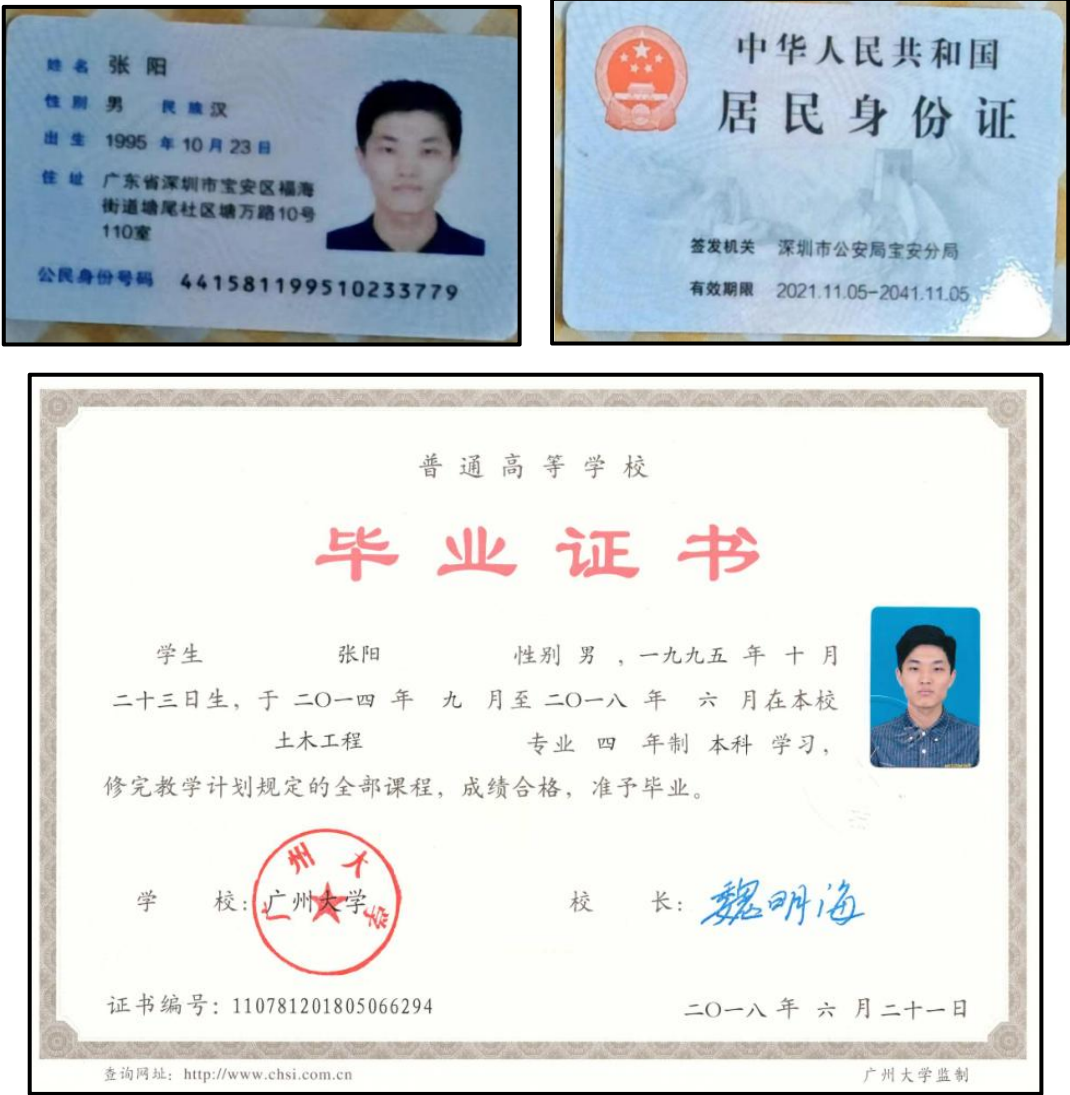 姓名 张阳
性别 男 民族 汉
出生 1995 年 10 月 23 日
住址 广东省深圳市宝安区福海
街道塘尾社区塘万路10号
110室
公民身份号码 441581199510233779
中华人民共和国
居民身份证
签发机关 深圳市公安局宝安分局
有效期限 2021.11.05-2041.11.05
普通高等学校
毕业证书
学生 张阳 性别 男 ，一九九五 年 十 月
二十三日生，于 二〇一四 年 九 月至 二〇一八 年 六 月在本校
土木工程 专业 四 年制 本科 学习，
修完教学计划规定的全部课程，成绩合格，准予毕业。
学 校：广州大学 校 长：魏明海
广州大学
证书编号：110781201805066294 二〇一八 年 六 月二十一日
查询网址：http://www.chsi.com.cn 广州大学监制